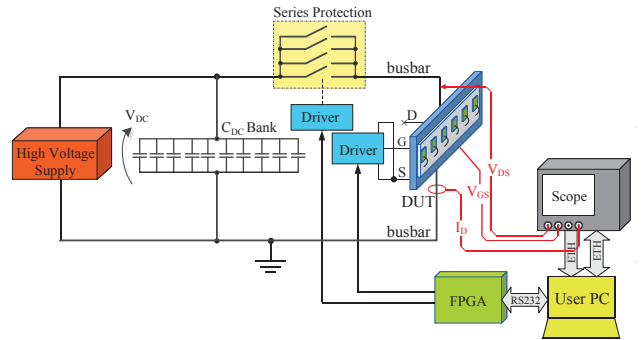 Series Protection
busbar
V_DC
C_DC Bank
Driver
D
High Voltage
Supply
Driver
G
S
V_DS
V_GS
DUT
I_D
Scope
busbar
ETH
ETH
FPGA
RS232
User PC